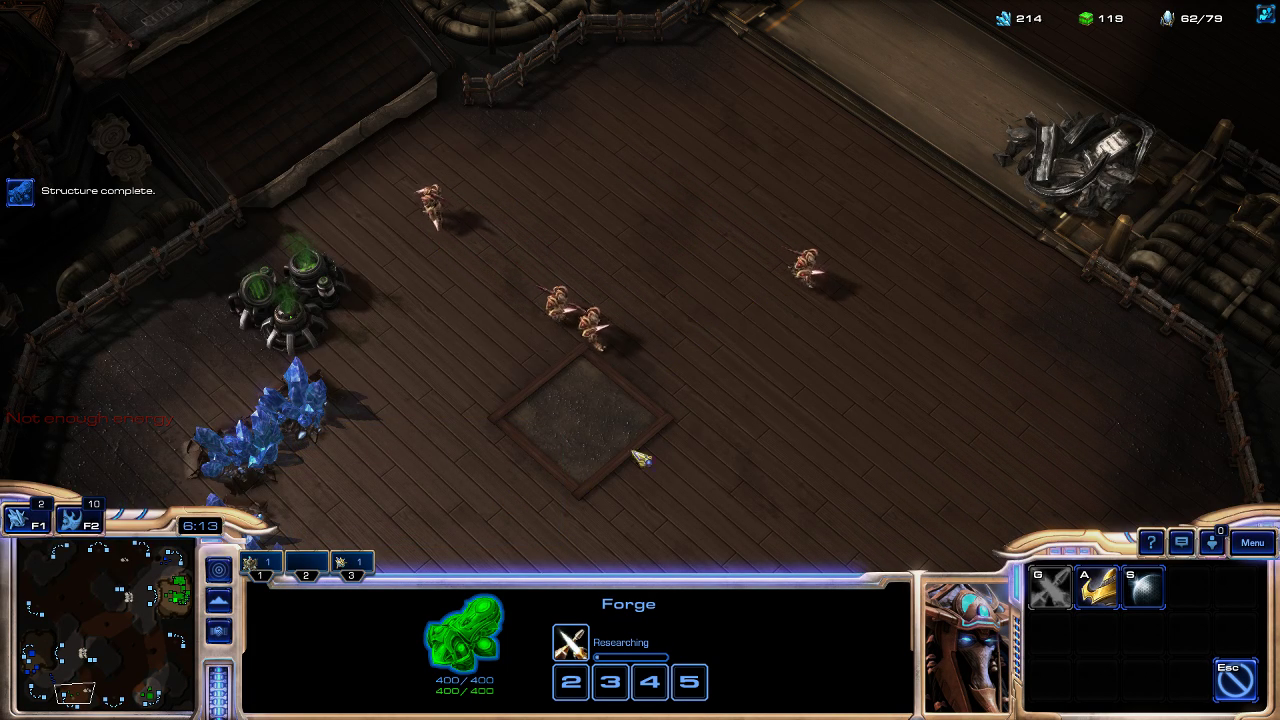 214 119 62/79
Structure complete.
Not enough energy
2 10
F1 F2
6:13
0
? Menu
1 1
1 2 3
G A S
Forge
Researching
400/400
400/400
2 3 4 5
Esc